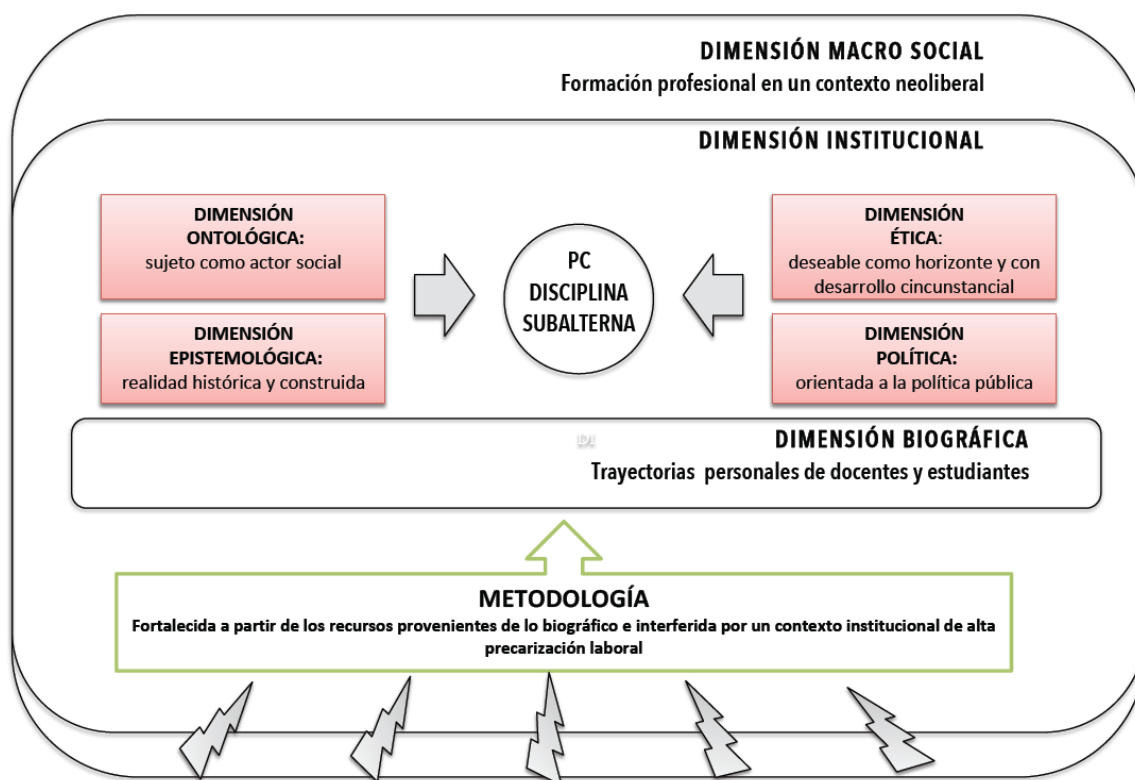 DIMENSIÓN MACRO SOCIAL
Formación profesional en un contexto neoliberal
DIMENSIÓN INSTITUCIONAL
DIMENSIÓN
ONTOLÓGICA:
sujeto como actor social
DIMENSIÓN
EPISTEMOLÓGICA:
realidad histórica y construida
PC
DISCIPLINA
SUBALTERNA
DIMENSIÓN
ÉTICA:
deseable como horizonte y con
desarrollo cincunstancial
DIMENSIÓN
POLÍTICA:
orientada a la política pública
DIMENSIÓN BIOGRÁFICA
Trayectorias personales de docentes y estudiantes
METODOLOGÍA
Fortalecida a partir de los recursos provenientes de lo biográfico e interferida por un contexto institucional de alta
precarización laboral